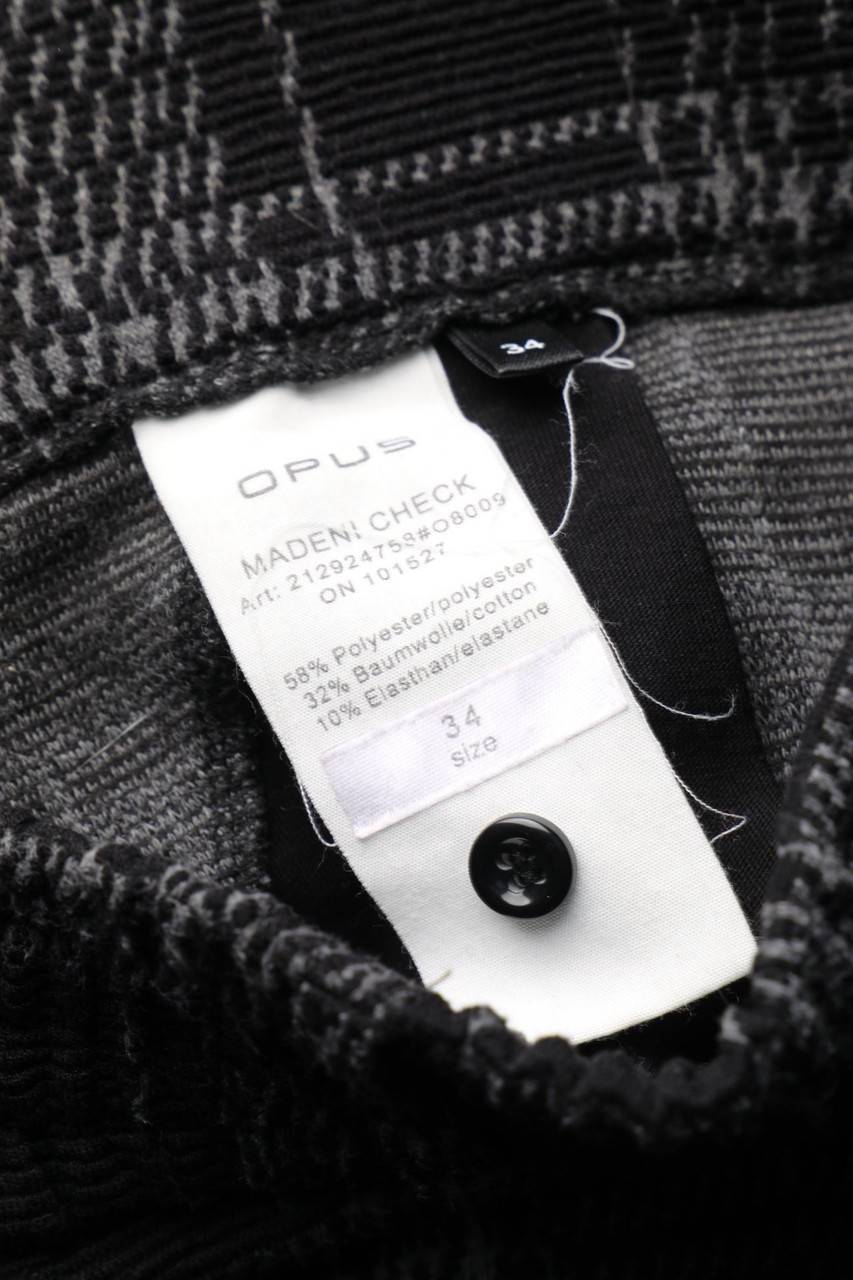 34
OPUS
MADENI CHECK
Art: 212924758#O8009
ON 101527
58% Polyester/polyester
32% Baumwolle/cotton
10% Elasthan/elastane
34
size